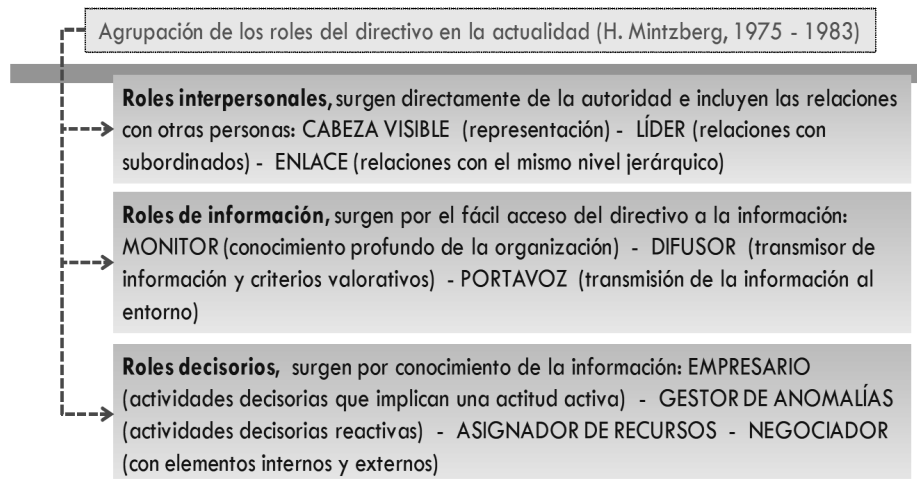 Agrupación de los roles del directivo en la actualidad (H. Mintzberg, 1975 - 1983)
Roles interpersonales, surgen directamente de la autoridad e incluyen las relaciones
con otras personas: CABEZA VISIBLE (representación) - LÍDER (relaciones con
subordinados) - ENLACE (relaciones con el mismo nivel jerárquico)
Roles de información, surgen por el fácil acceso del directivo a la información:
MONITOR (conocimiento profundo de la organización) - DIFUSOR (transmisor de
información y criterios valorativos) - PORTAVOZ (transmisión de la información al
entorno)
Roles decisorios, surgen por conocimiento de la información: EMPRESARIO
(actividades decisorias que implican una actitud activa) - GESTOR DE ANOMALÍAS
(actividades decisorias reactivas) - ASIGNADOR DE RECURSOS - NEGOCIADOR
(con elementos internos y externos)